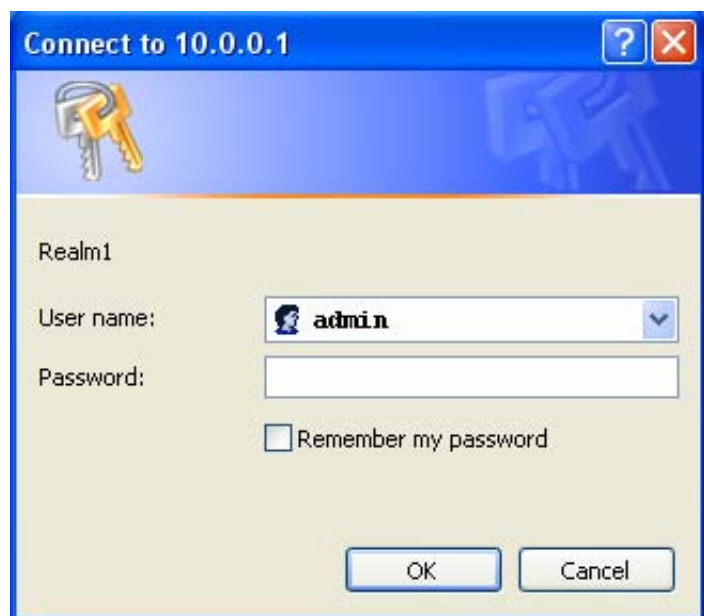 Connect to 10.0.0.1
Realm1
User name:
admin
Password:
Remember my password
OK
Cancel